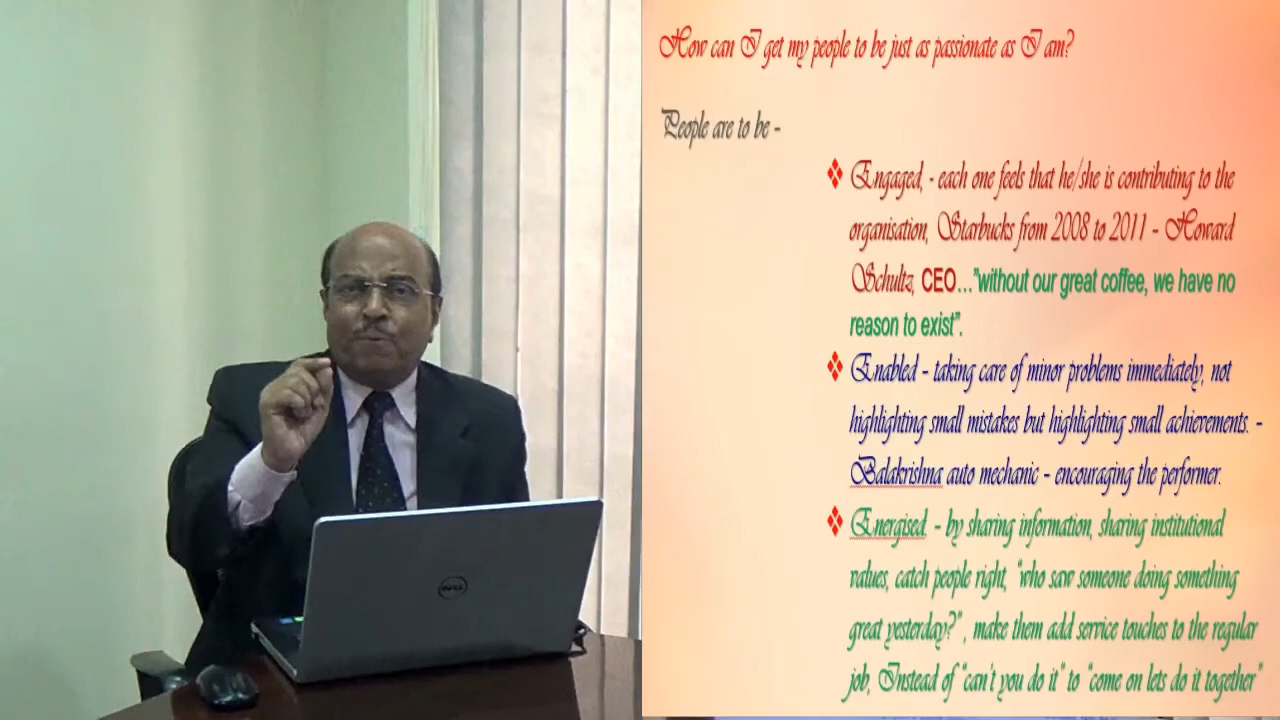 How can I get my people to be just as passionate as I am?
People are to be -
❖ Engaged, - each one feels that he/she is contributing to the
organisation, Starbucks from 2008 to 2011 - Howard
Schultz, CEO…"without our great coffee, we have no
reason to exist".
❖ Enabled - taking care of minor problems immediately, not
highlighting small mistakes but highlighting small achievements. -
Balakrishna auto mechanic - encouraging the performer.
❖ Energised. - by sharing information, sharing institutional
values, catch people right, "who saw someone doing something
great yesterday?" , make them add service touches to the regular
job, Instead of "can't you do it" to "come on lets do it together"
DELL